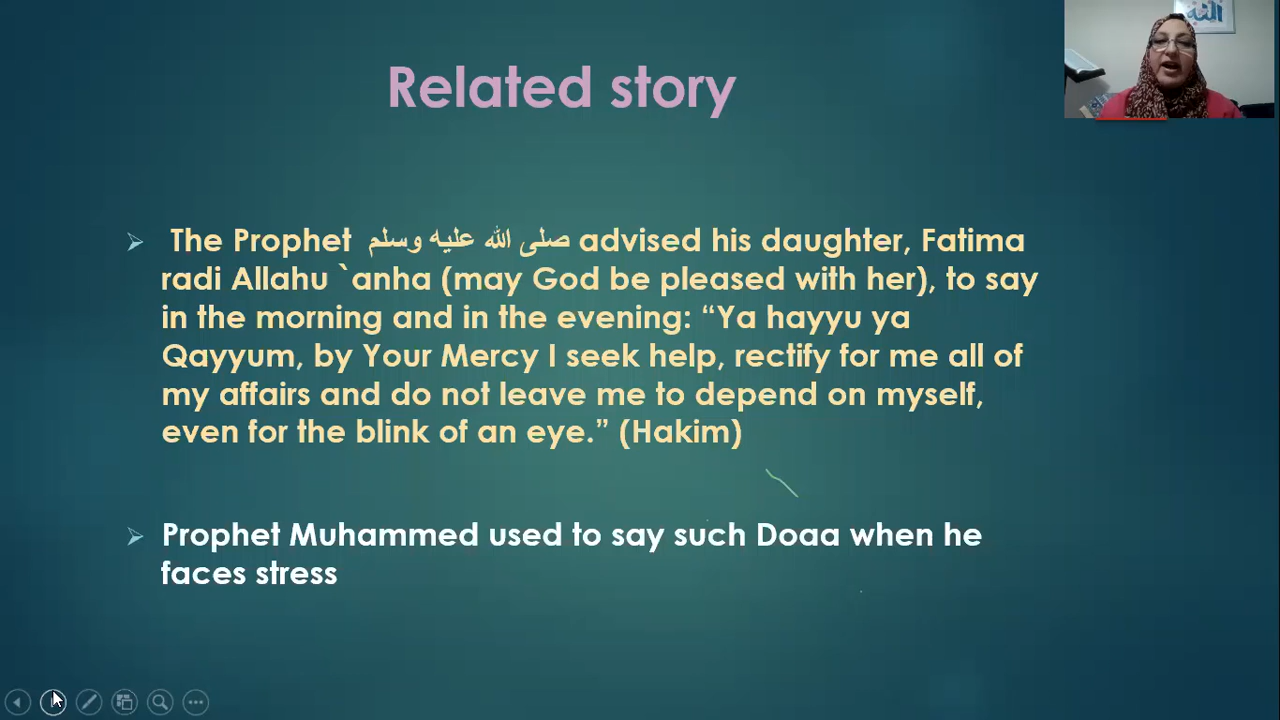 Related story
The Prophet صلى الله عليه وسلم advised his daughter, Fatima
radi Allahu `anha (may God be pleased with her), to say
in the morning and in the evening: “Ya hayyu ya
Qayyum, by Your Mercy I seek help, rectify for me all of
my affairs and do not leave me to depend on myself,
even for the blink of an eye.” (Hakim)
Prophet Muhammed used to say such Doaa when he
faces stress
الله